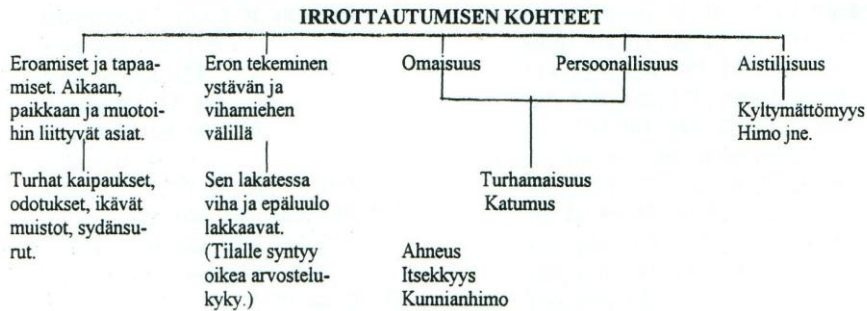 IRROTTAUTUMISEN KOHTEET
Eroamiset ja tapaa-
miset. Aikaan,
paikkaan ja muotoi-
hin liittyvät asiat.
Turhat kaipaukset,
odotukset, ikävät
muistot, sydänsu-
rut.
Eron tekeminen
ystävän ja
vihamiehen
välillä
Sen lakatessa
viha ja epäluulo
lakkaavat.
(Tilalle syntyy
oikea arvostelu-
kyky.)
Omaisuus
Persoonallisuus
Turhamaisuus
Katumus
Ahneus
Itsekkyys
Kunnianhimo
Aistillisuus
Kyltymättömyys
Himo jne.